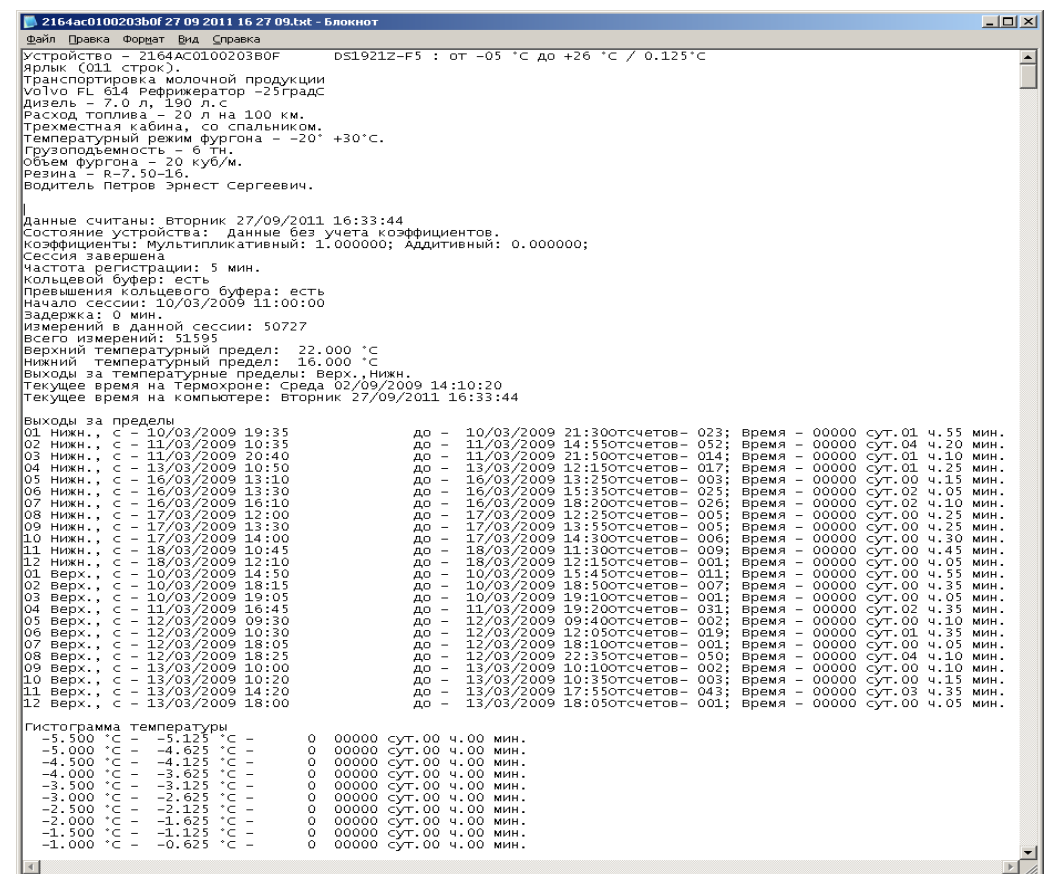 2164ac0100203b0f 27 09 2011 16 27 09.txt - Блокнот
Файл Правка Формат Вид Справка
Устройство - 2164AC0100203B0F DS1921Z-F5 : от -05 °C до +26 °C / 0.125°C
Ярлык (011 строк).
Транспортировка молочной продукции
Volvo FL 614 Рефрижератор -25градC
Дизель - 7.0 л, 190 л.с
Расход топлива - 20 л на 100 км.
Трехместная кабина, со спальником.
Температурный режим фургона - -20° +30°C.
Грузоподъемность - 6 тн.
Объем фургона - 20 куб/м.
Резина - R-7.50-16.
Водитель Петров Эрнест Сергеевич.
Данные считаны: Вторник 27/09/2011 16:33:44
Состояние устройства: Данные без учета коэффициентов.
Коэффициенты: Мультипликативный: 1.000000; Аддитивный: 0.000000;
Сессия завершена
Частота регистрации: 5 мин.
Кольцевой буфер: есть
Превышения кольцевого буфера: есть
Начало сессии: 10/03/2009 11:00:00
Задержка: 0 мин.
Измерений в данной сессии: 50727
Всего измерений: 51595
Верхний температурный предел: 22.000 °C
Нижний температурный предел: 16.000 °C
Выходы за температурные пределы: Верх.,Нижн.
Текущее время на Термохроне: Среда 02/09/2009 14:10:20
Текущее время на компьютере: Вторник 27/09/2011 16:33:44
Выходы за пределы
01 Нижн., с - 10/03/2009 19:35 до - 10/03/2009 21:30отсчетов- 023; Время - 00000 сут.01 ч.55 мин.
02 Нижн., с - 11/03/2009 10:35 до - 11/03/2009 14:55отсчетов- 052; Время - 00000 сут.04 ч.20 мин.
03 Нижн., с - 11/03/2009 20:40 до - 11/03/2009 21:50отсчетов- 014; Время - 00000 сут.01 ч.10 мин.
04 Нижн., с - 13/03/2009 10:50 до - 13/03/2009 12:15отсчетов- 017; Время - 00000 сут.01 ч.25 мин.
05 Нижн., с - 16/03/2009 13:10 до - 16/03/2009 13:25отсчетов- 003; Время - 00000 сут.00 ч.15 мин.
06 Нижн., с - 16/03/2009 13:30 до - 16/03/2009 15:35отсчетов- 025; Время - 00000 сут.02 ч.05 мин.
07 Нижн., с - 16/03/2009 16:10 до - 16/03/2009 18:20отсчетов- 026; Время - 00000 сут.02 ч.10 мин.
08 Нижн., с - 17/03/2009 12:00 до - 17/03/2009 12:25отсчетов- 005; Время - 00000 сут.00 ч.25 мин.
09 Нижн., с - 17/03/2009 13:30 до - 17/03/2009 13:55отсчетов- 005; Время - 00000 сут.00 ч.25 мин.
10 Нижн., с - 17/03/2009 14:00 до - 17/03/2009 14:30отсчетов- 006; Время - 00000 сут.00 ч.30 мин.
11 Нижн., с - 18/03/2009 10:45 до - 18/03/2009 11:30отсчетов- 009; Время - 00000 сут.00 ч.45 мин.
12 Нижн., с - 18/03/2009 12:10 до - 18/03/2009 12:15отсчетов- 001; Время - 00000 сут.00 ч.05 мин.
01 Верх., с - 10/03/2009 14:50 до - 10/03/2009 15:45отсчетов- 011; Время - 00000 сут.00 ч.55 мин.
02 Верх., с - 10/03/2009 18:15 до - 10/03/2009 18:50отсчетов- 007; Время - 00000 сут.00 ч.35 мин.
03 Верх., с - 10/03/2009 19:05 до - 10/03/2009 19:10отсчетов- 001; Время - 00000 сут.00 ч.05 мин.
04 Верх., с - 11/03/2009 16:45 до - 11/03/2009 19:20отсчетов- 031; Время - 00000 сут.02 ч.35 мин.
05 Верх., с - 12/03/2009 09:30 до - 12/03/2009 09:40отсчетов- 002; Время - 00000 сут.00 ч.10 мин.
06 Верх., с - 12/03/2009 10:30 до - 12/03/2009 12:05отсчетов- 019; Время - 00000 сут.01 ч.35 мин.
07 Верх., с - 12/03/2009 18:05 до - 12/03/2009 18:10отсчетов- 001; Время - 00000 сут.00 ч.05 мин.
08 Верх., с - 12/03/2009 18:25 до - 12/03/2009 22:35отсчетов- 050; Время - 00000 сут.04 ч.10 мин.
09 Верх., с - 13/03/2009 10:00 до - 13/03/2009 10:10отсчетов- 002; Время - 00000 сут.00 ч.10 мин.
10 Верх., с - 13/03/2009 10:20 до - 13/03/2009 10:35отсчетов- 003; Время - 00000 сут.00 ч.15 мин.
11 Верх., с - 13/03/2009 14:20 до - 13/03/2009 17:55отсчетов- 043; Время - 00000 сут.03 ч.35 мин.
12 Верх., с - 13/03/2009 18:00 до - 13/03/2009 18:05отсчетов- 001; Время - 00000 сут.00 ч.05 мин.
Гистограмма температуры
-5.500 °C - -5.125 °C - 0 00000 сут.00 ч.00 мин.
-5.000 °C - -4.625 °C - 0 00000 сут.00 ч.00 мин.
-4.500 °C - -4.125 °C - 0 00000 сут.00 ч.00 мин.
-4.000 °C - -3.625 °C - 0 00000 сут.00 ч.00 мин.
-3.500 °C - -3.125 °C - 0 00000 сут.00 ч.00 мин.
-3.000 °C - -2.625 °C - 0 00000 сут.00 ч.00 мин.
-2.500 °C - -2.125 °C - 0 00000 сут.00 ч.00 мин.
-2.000 °C - -1.625 °C - 0 00000 сут.00 ч.00 мин.
-1.500 °C - -1.125 °C - 0 00000 сут.00 ч.00 мин.
-1.000 °C - -0.625 °C - 0 00000 сут.00 ч.00 мин.